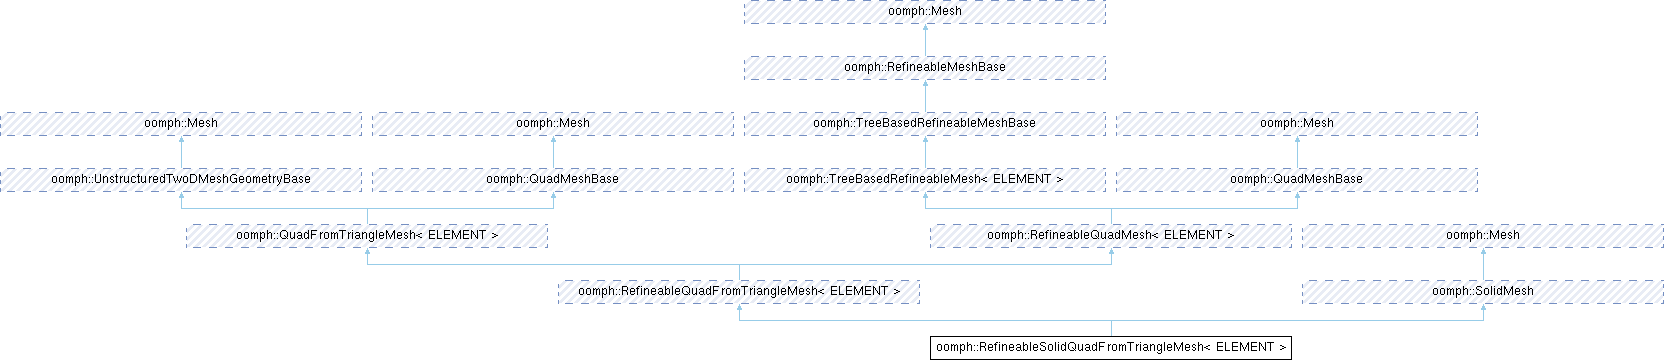 oomph::Mesh
oomph::RefineableMeshBase
oomph::Mesh
oomph::Mesh
oomph::TreeBasedRefineableMeshBase
oomph::Mesh
oomph::UnstructuredTwoDMeshGeometryBase
oomph::QuadMeshBase
oomph::TreeBasedRefineableMesh< ELEMENT >
oomph::QuadMeshBase
oomph::QuadFromTriangleMesh< ELEMENT >
oomph::RefineableQuadMesh< ELEMENT >
oomph::Mesh
oomph::RefineableQuadFromTriangleMesh< ELEMENT >
oomph::SolidMesh
oomph::RefineableSolidQuadFromTriangleMesh< ELEMENT >